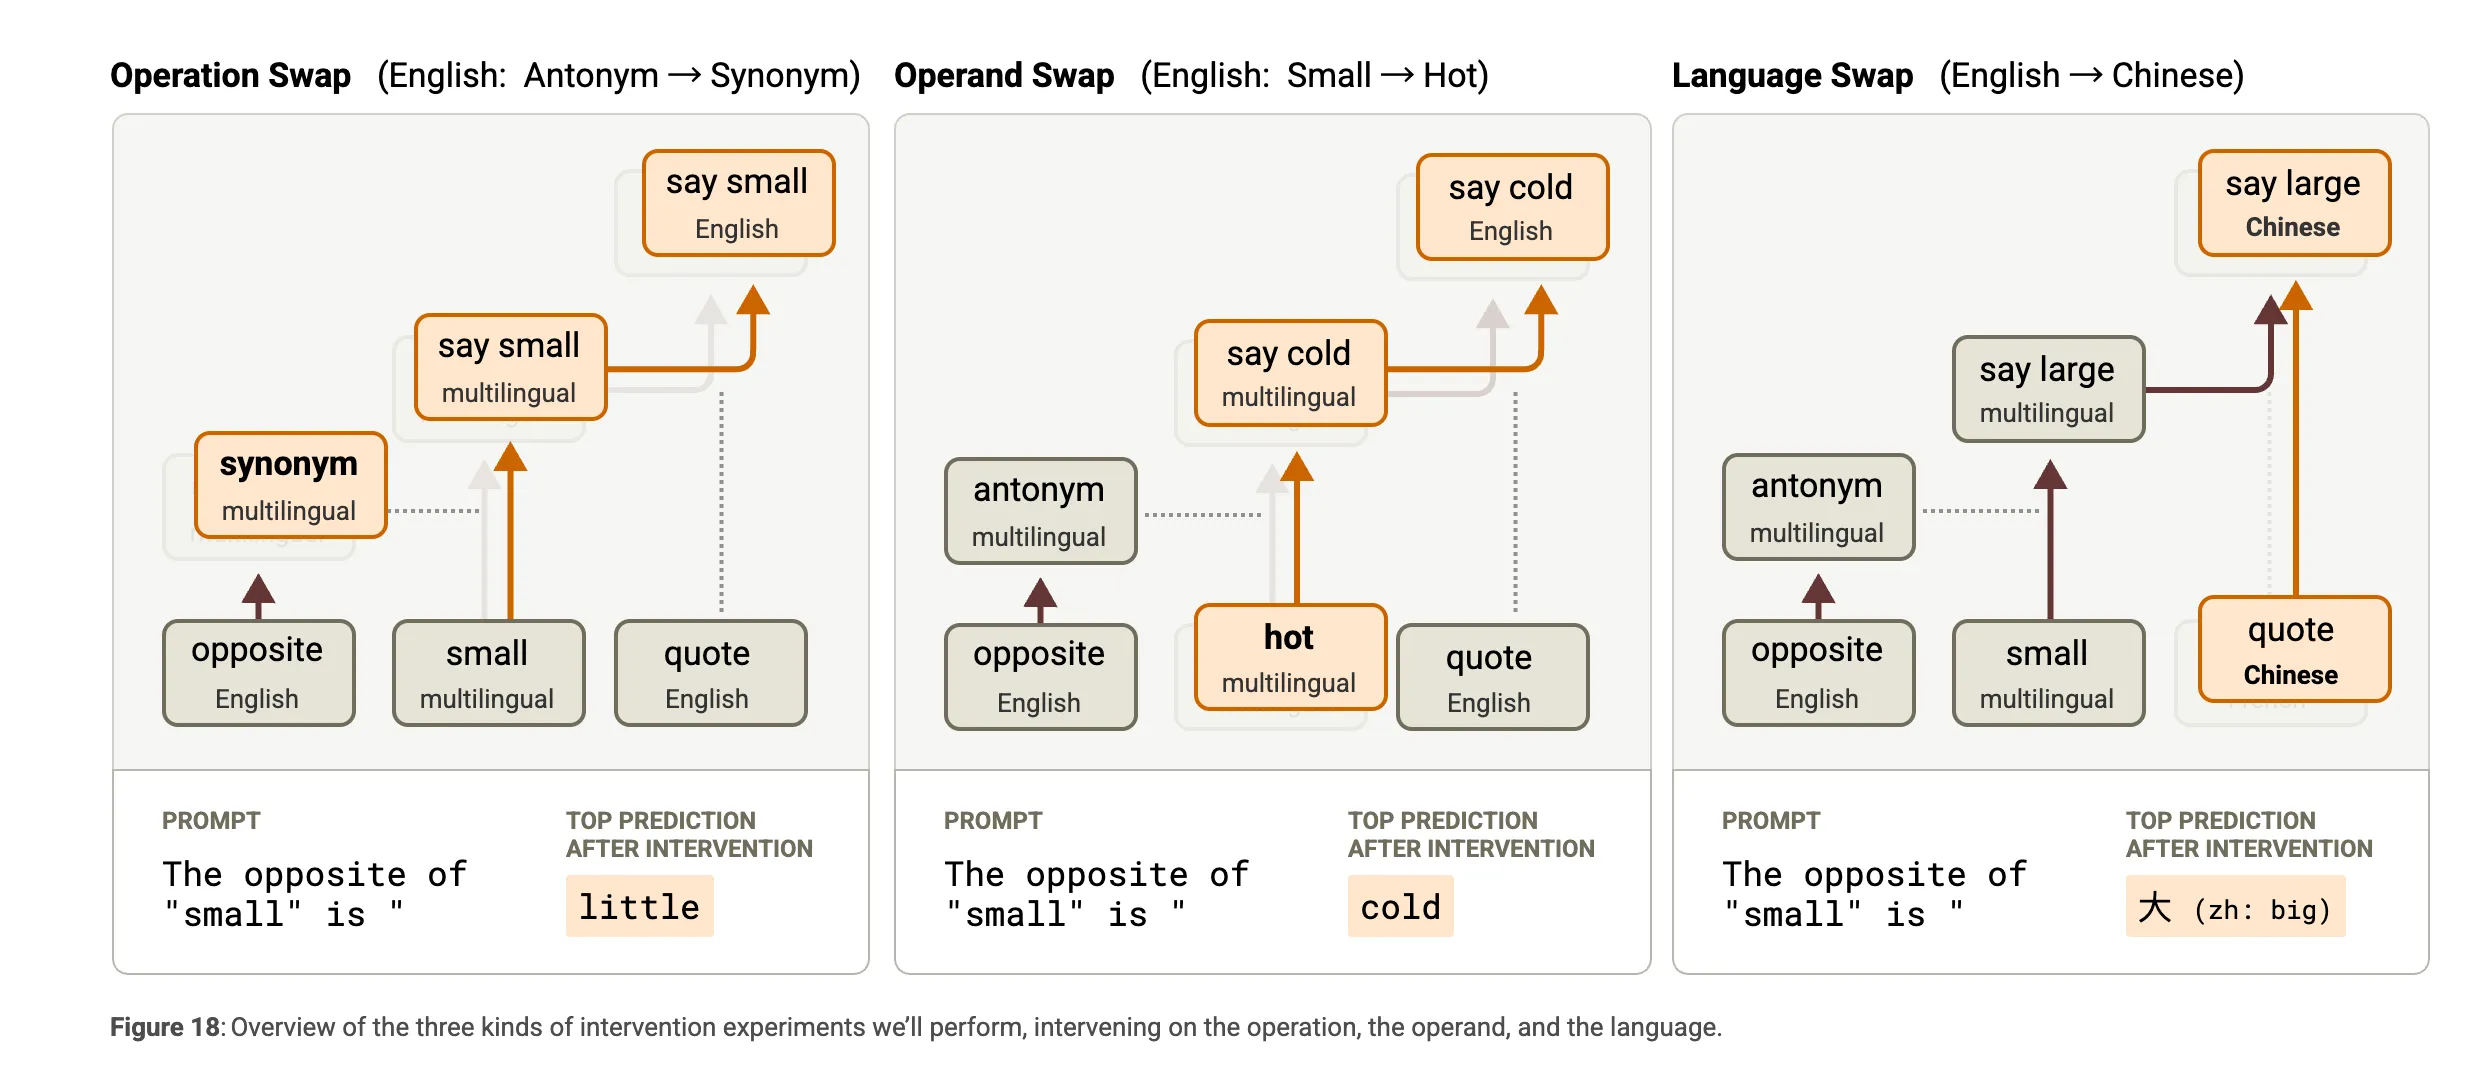 Operation Swap (English: Antonym → Synonym)
say small
English
say small
multilingual
synonym
multilingual
opposite
English
small
multilingual
quote
English
PROMPT
The opposite of
"small" is "
TOP PREDICTION
AFTER INTERVENTION
little
Operand Swap (English: Small → Hot)
say cold
English
say cold
multilingual
antonym
multilingual
opposite
English
hot
multilingual
quote
English
PROMPT
The opposite of
"small" is "
TOP PREDICTION
AFTER INTERVENTION
cold
Language Swap (English → Chinese)
say large
Chinese
say large
multilingual
antonym
multilingual
opposite
English
small
multilingual
quote
Chinese
PROMPT
The opposite of
"small" is "
TOP PREDICTION
AFTER INTERVENTION
大 (zh: big)
Figure 18: Overview of the three kinds of intervention experiments we’ll perform, intervening on the operation, the operand, and the language.